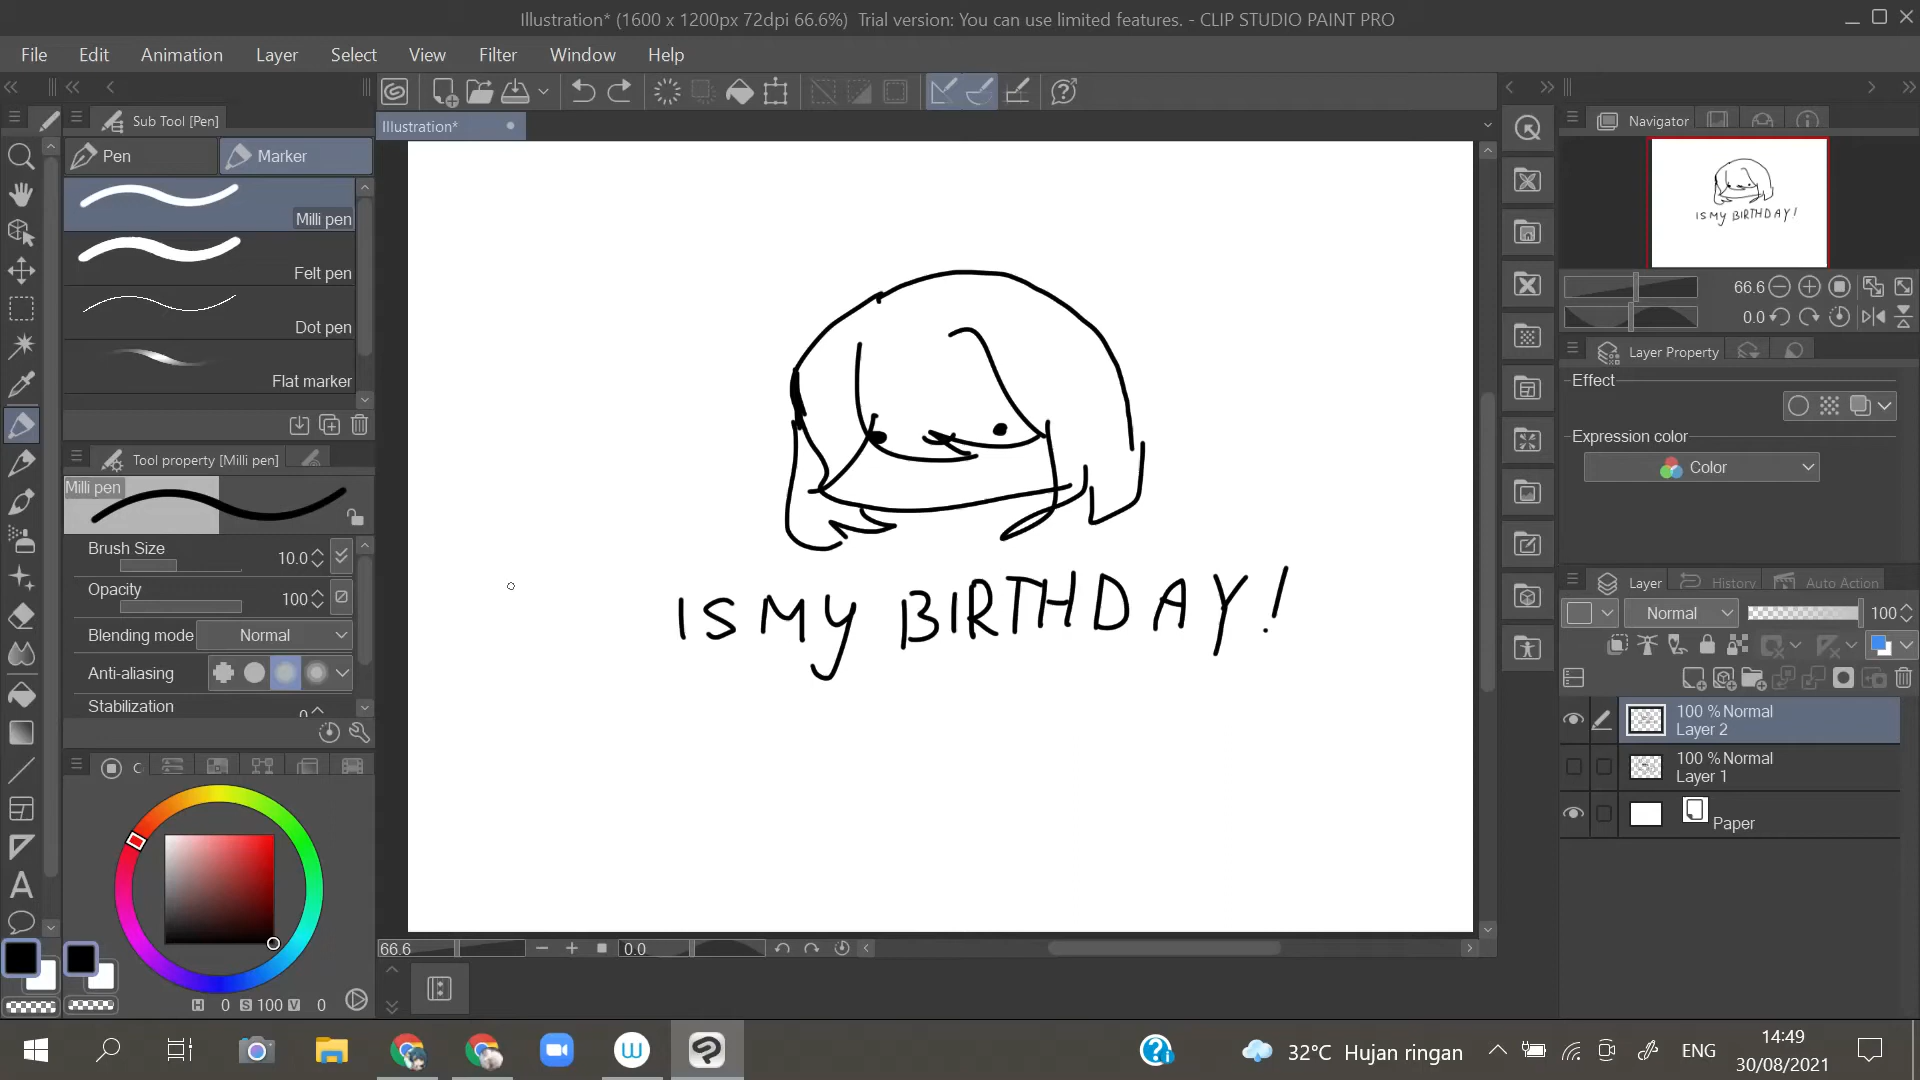 Illustration* (1600 x 1200px 72dpi 66.6%)  Trial version: You can use limited features. - CLIP STUDIO PAINT PRO
File Edit Animation Layer Select View Filter Window Help
Sub Tool [Pen]
Pen Marker
Milli pen
Felt pen
Dot pen
Flat marker
Tool property [Milli pen]
Milli pen
Brush Size 10.0
Opacity 100
Blending mode Normal
Anti-aliasing
Stabilization
H 0 S 100 V 0
Illustration*
IS MY BIRTHDAY!
66.6 0.0
Navigator
IS MY BIRTHDAY!
66.6
0.0
Layer Property
Effect
Expression color
Color
Layer History Auto Action
Normal 100
100 % Normal
Layer 2
100 % Normal
Layer 1
Paper
32°C Hujan ringan
ENG
14:49
30/08/2021